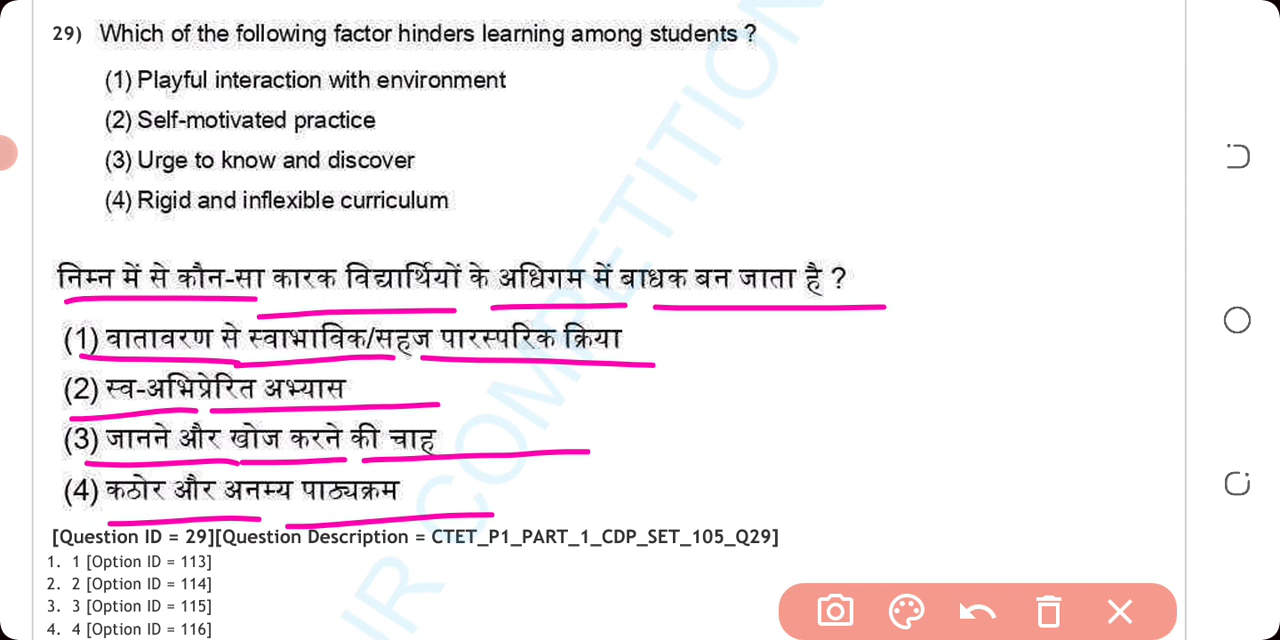 29) Which of the following factor hinders learning among students ?
(1) Playful interaction with environment
(2) Self-motivated practice
(3) Urge to know and discover
(4) Rigid and inflexible curriculum
निम्न में से कौन-सा कारक विद्यार्थियों के अधिगम में बाधक बन जाता है ?
(1) वातावरण से स्वाभाविक/सहज पारस्परिक क्रिया
(2) स्व-अभिप्रेरित अभ्यास
(3) जानने और खोज करने की चाह
(4) कठोर और अनम्य पाठ्यक्रम
[Question ID = 29][Question Description = CTET_P1_PART_1_CDP_SET_105_Q29]
1. 1 [Option ID = 113]
2. 2 [Option ID = 114]
3. 3 [Option ID = 115]
4. 4 [Option ID = 116]
IR COMPETITION